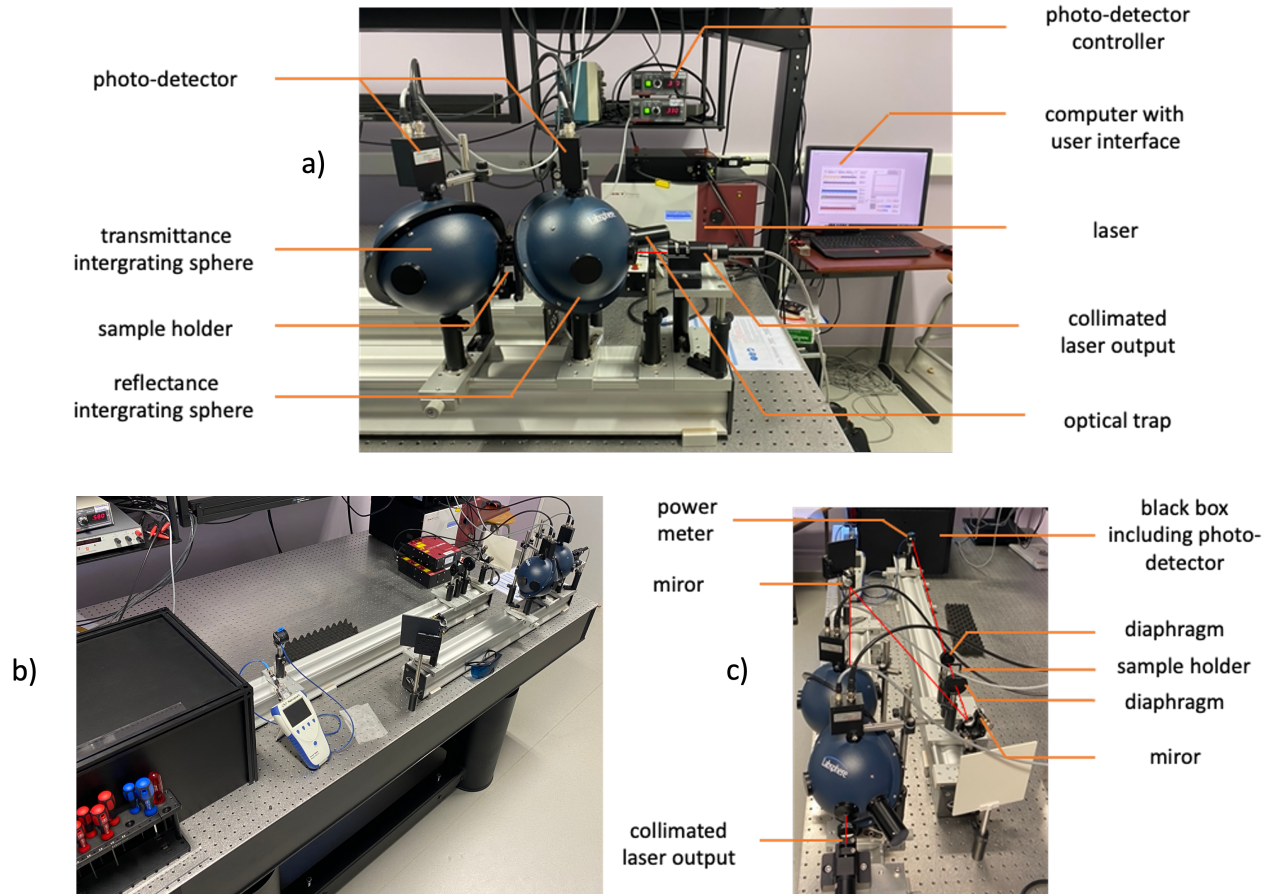 photo-detector
controller
photo-detector
computer with
user interface
a)
transmittance
intergrating sphere
laser
sample holder
collimated
laser output
reflectance
intergrating sphere
optical trap
Labsphere
b)
power
meter
black box
including photo-
detector
miror
diaphragm
c)
sample holder
diaphragm
miror
Labsphere
collimated
laser output